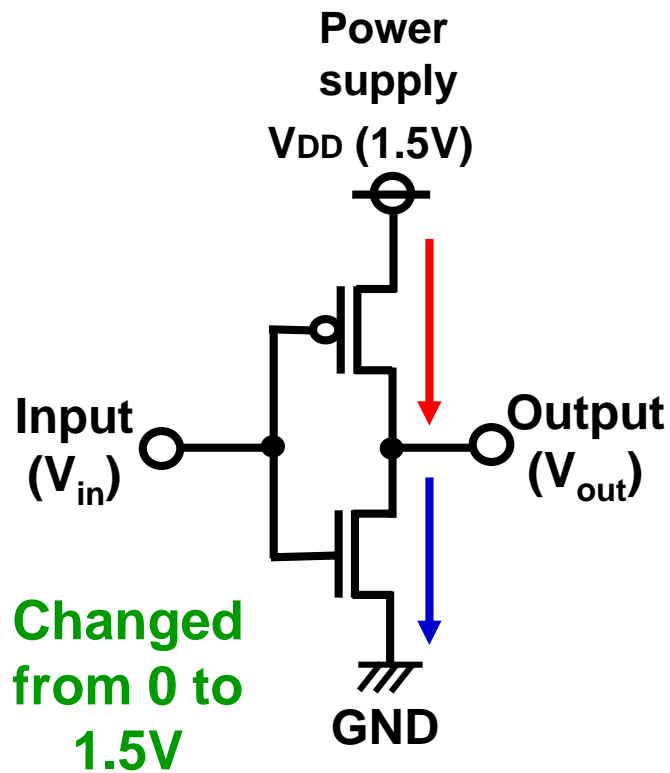 Power
supply
VDD (1.5V)
Input
(Vin)
Output
(Vout)
Changed
from 0 to
1.5V
GND